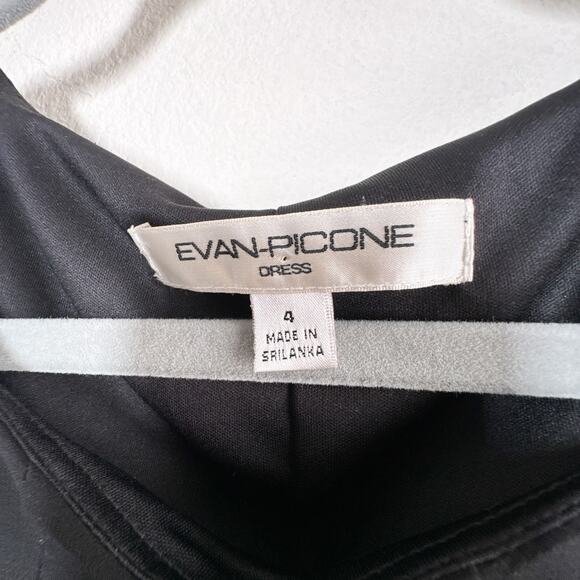 EVAN-PICONE
DRESS
4
MADE IN
SRILANKA